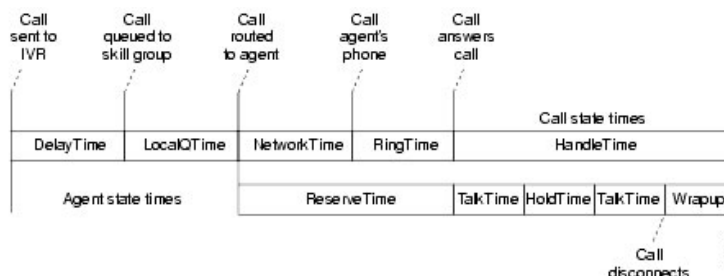 Call sent to IVR
Call queued to skill group
Call routed to agent
Call agent's phone
Call answers call
Call state times
DelayTime LocalQTime NetworkTime RingTime HandleTime
Agent state times ReserveTime TalkTime HoldTime TalkTime Wrapup
Call disconnects